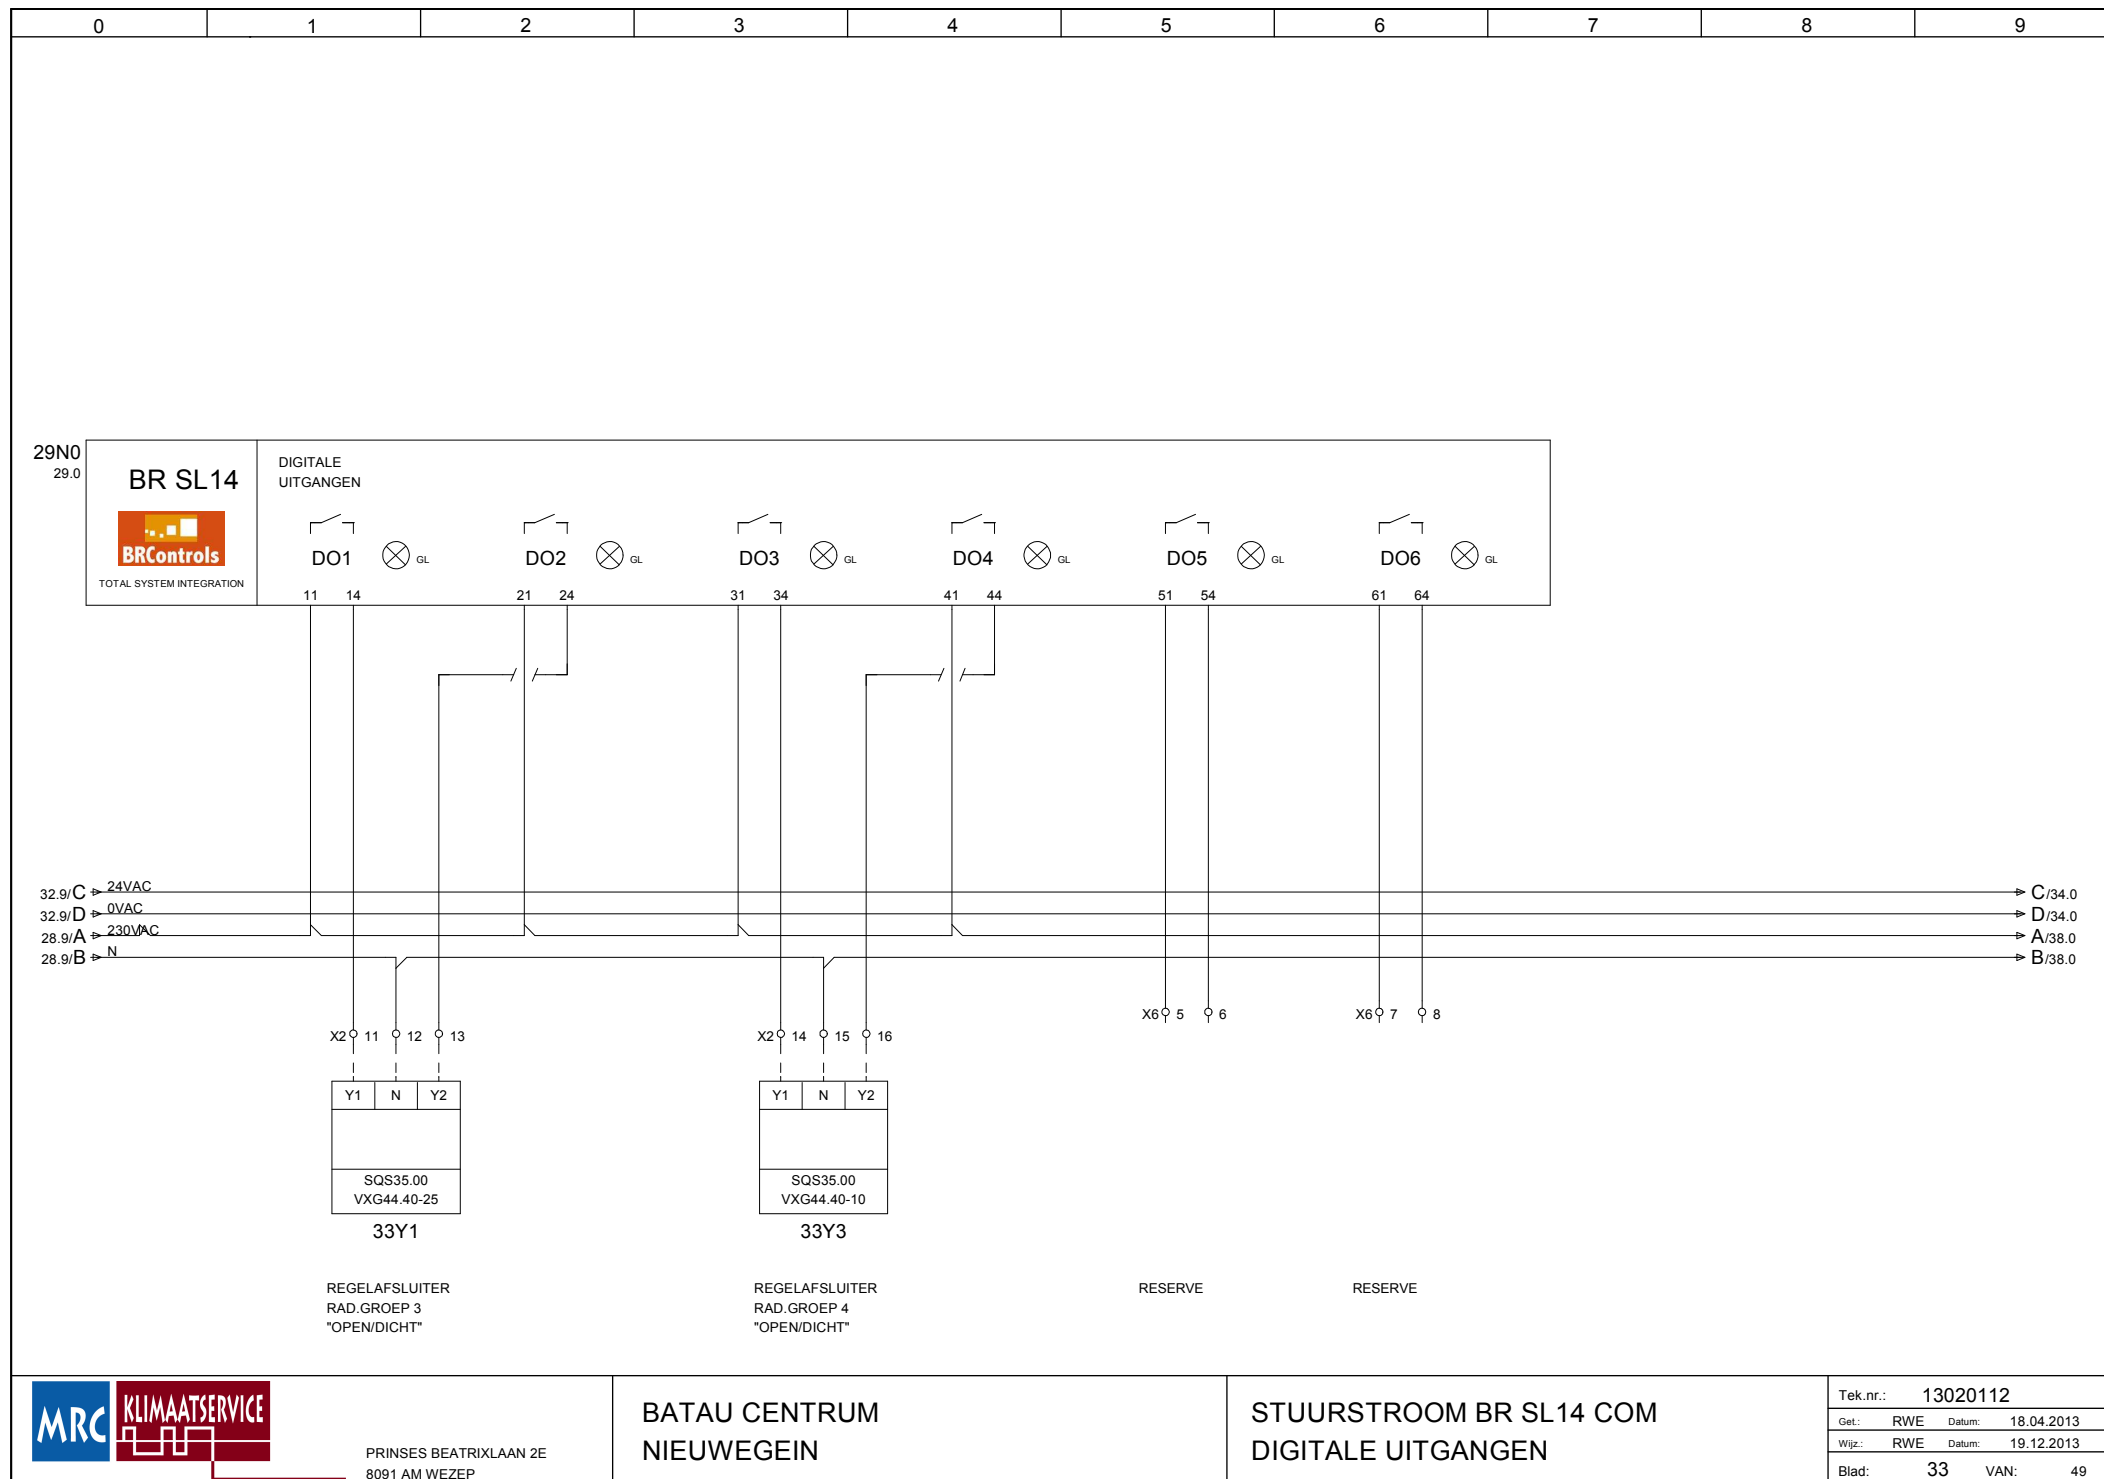 0 1 2 3 4 5 6 7 8 9
29N0
29.0
BR SL14
BRControls
TOTAL SYSTEM INTEGRATION
DIGITALE
UITGANGEN
DO1 GL DO2 GL DO3 GL DO4 GL DO5 GL DO6 GL
11 14 21 24 31 34 41 44 51 54 61 64
32.9/C 24VAC C/34.0
32.9/D 0VAC D/34.0
28.9/A 230VAC A/38.0
28.9/B N B/38.0
X6 5 6 X6 7 8
X2 11 12 13 X2 14 15 16
Y1 N Y2 Y1 N Y2
SQS35.00 SQS35.00
VXG44.40-25 VXG44.40-10
33Y1 33Y3
REGELAFSLUITER REGELAFSLUITER RESERVE RESERVE
RAD.GROEP 3 RAD.GROEP 4
"OPEN/DICHT" "OPEN/DICHT"
MRC KLIMAATSERVICE
PRINSES BEATRIXLAAN 2E
8091 AM WEZEP
BATAU CENTRUM
NIEUWEGEIN
STUURSTROOM BR SL14 COM
DIGITALE UITGANGEN
Tek.nr.: 13020112
Get.: RWE Datum: 18.04.2013
Wijz.: RWE Datum: 19.12.2013
Blad: 33 VAN: 49